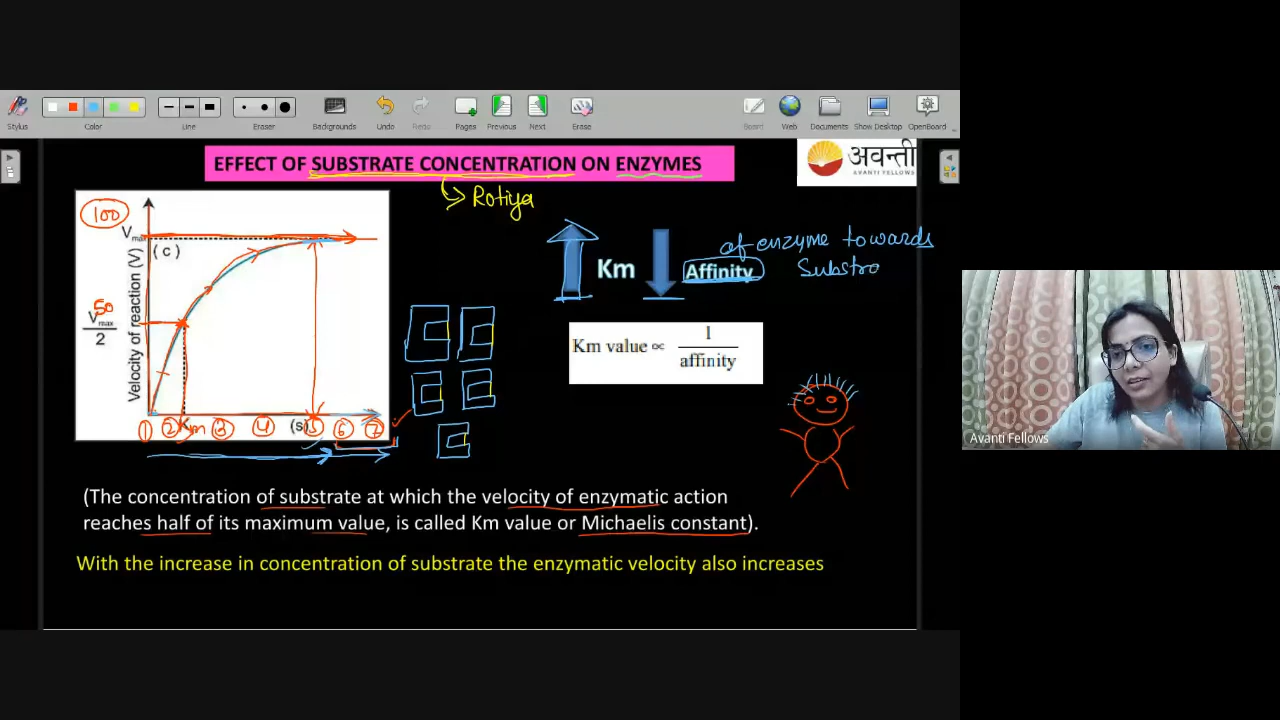 Stylus
Color
Line
Eraser
Backgrounds
Undo
Redo
Pages
Previous
Next
Erase
Board
Web
Documents
Show Desktop
OpenBoard
EFFECT OF SUBSTRATE CONCENTRATION ON ENZYMES
अवन्ती
AVANTI FELLOWS
Rotiya
100
Vmax
(c)
Velocity of reaction (V)
50
Vmax
2
Km
(s)
1 2 3 4 5 6 7
Km
Affinity
of enzyme towards
Substra
Km value ∝ 1
affinity
Avanti Fellows
(The concentration of substrate at which the velocity of enzymatic action
reaches half of its maximum value, is called Km value or Michaelis constant).
With the increase in concentration of substrate the enzymatic velocity also increases